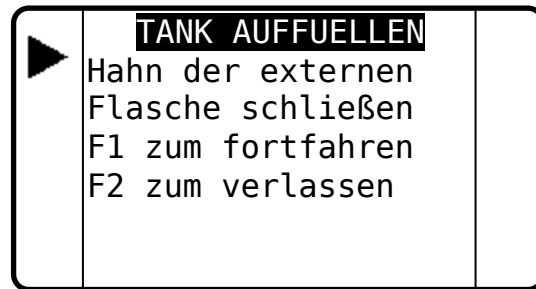 TANK AUFFUELLEN
Hahn der externen
Flasche schließen
F1 zum fortfahren
F2 zum verlassen